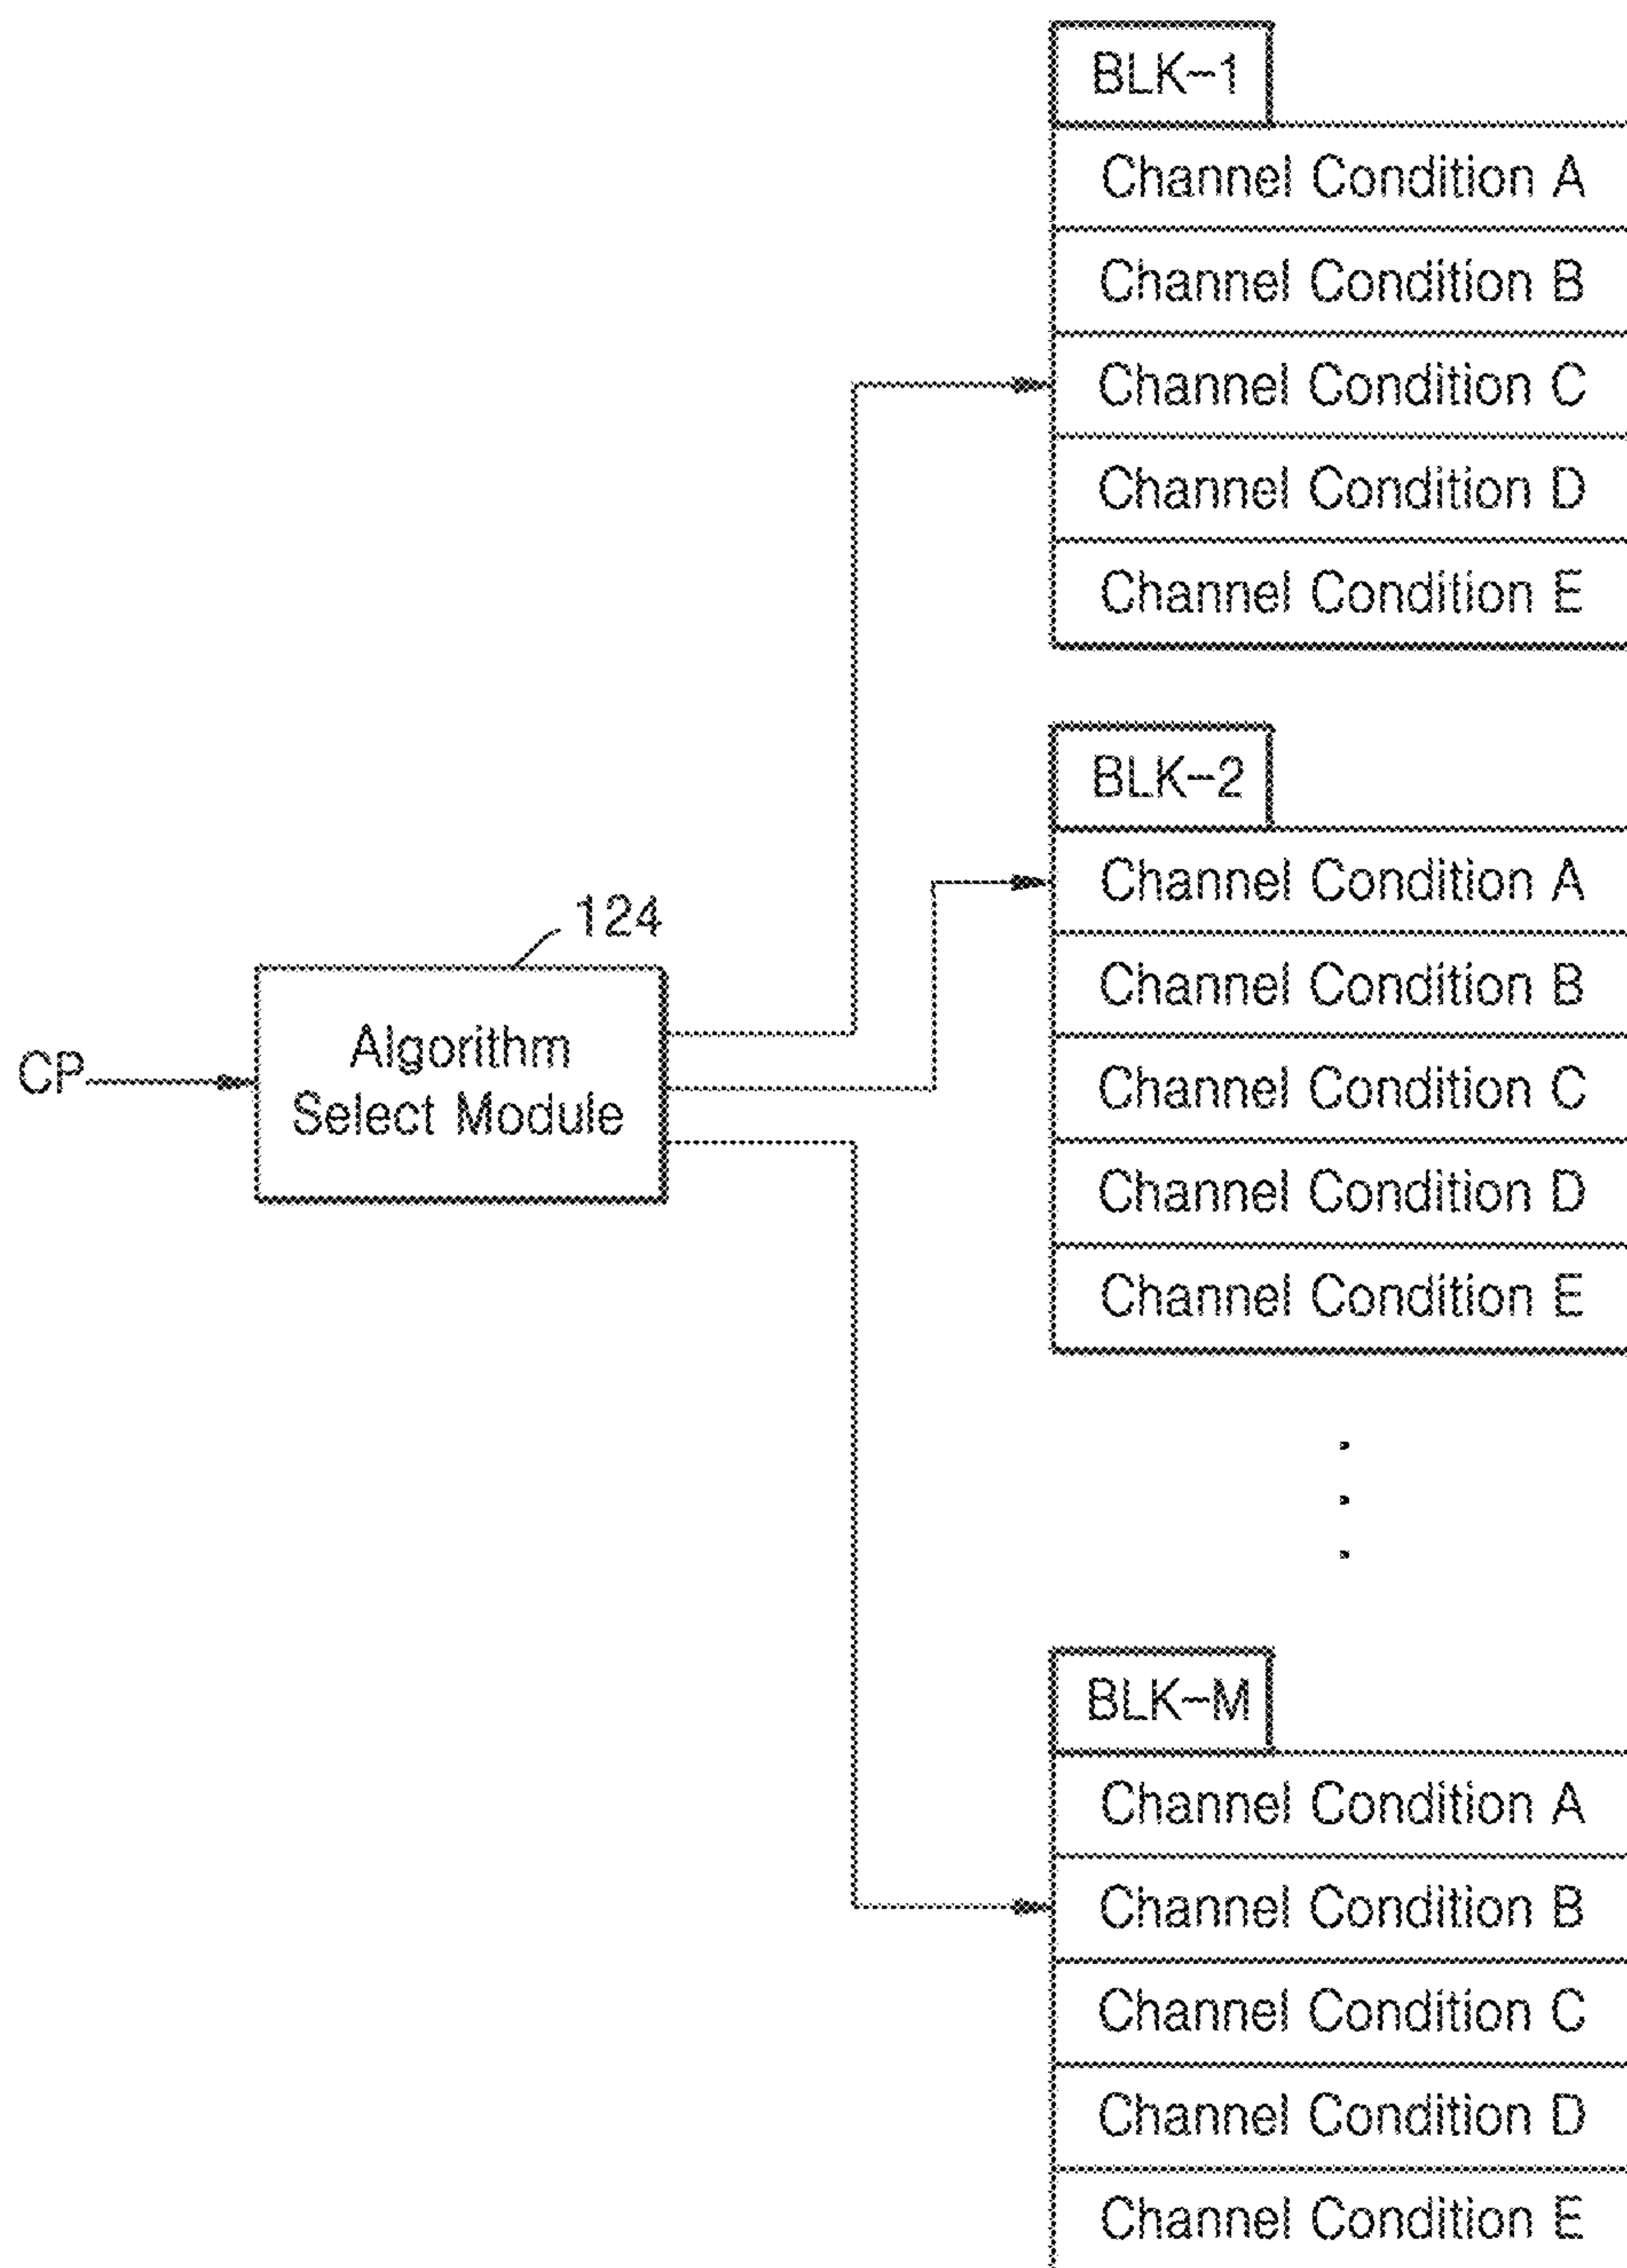 BLK-1
Channel Condition A
Channel Condition B
Channel Condition C
Channel Condition D
Channel Condition E
BLK-2
Channel Condition A
Channel Condition B
Channel Condition C
Channel Condition D
Channel Condition E
124
CP
Algorithm
Select Module
BLK-M
Channel Condition A
Channel Condition B
Channel Condition C
Channel Condition D
Channel Condition E